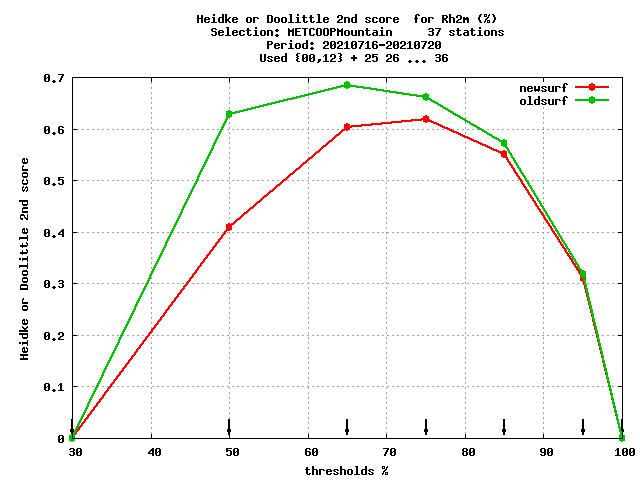 Heidke or Doolittle 2nd score  for Rh2m (%)
Selection: METCOOPMountain     37 stations
Period: 20210716-20210720
Used {00,12} + 25 26 ... 36
newsurf
oldsurf
0.7
0.6
0.5
0.4
0.3
0.2
0.1
0
Heidke or Doolittle 2nd score
30 40 50 60 70 80 90 100
thresholds %